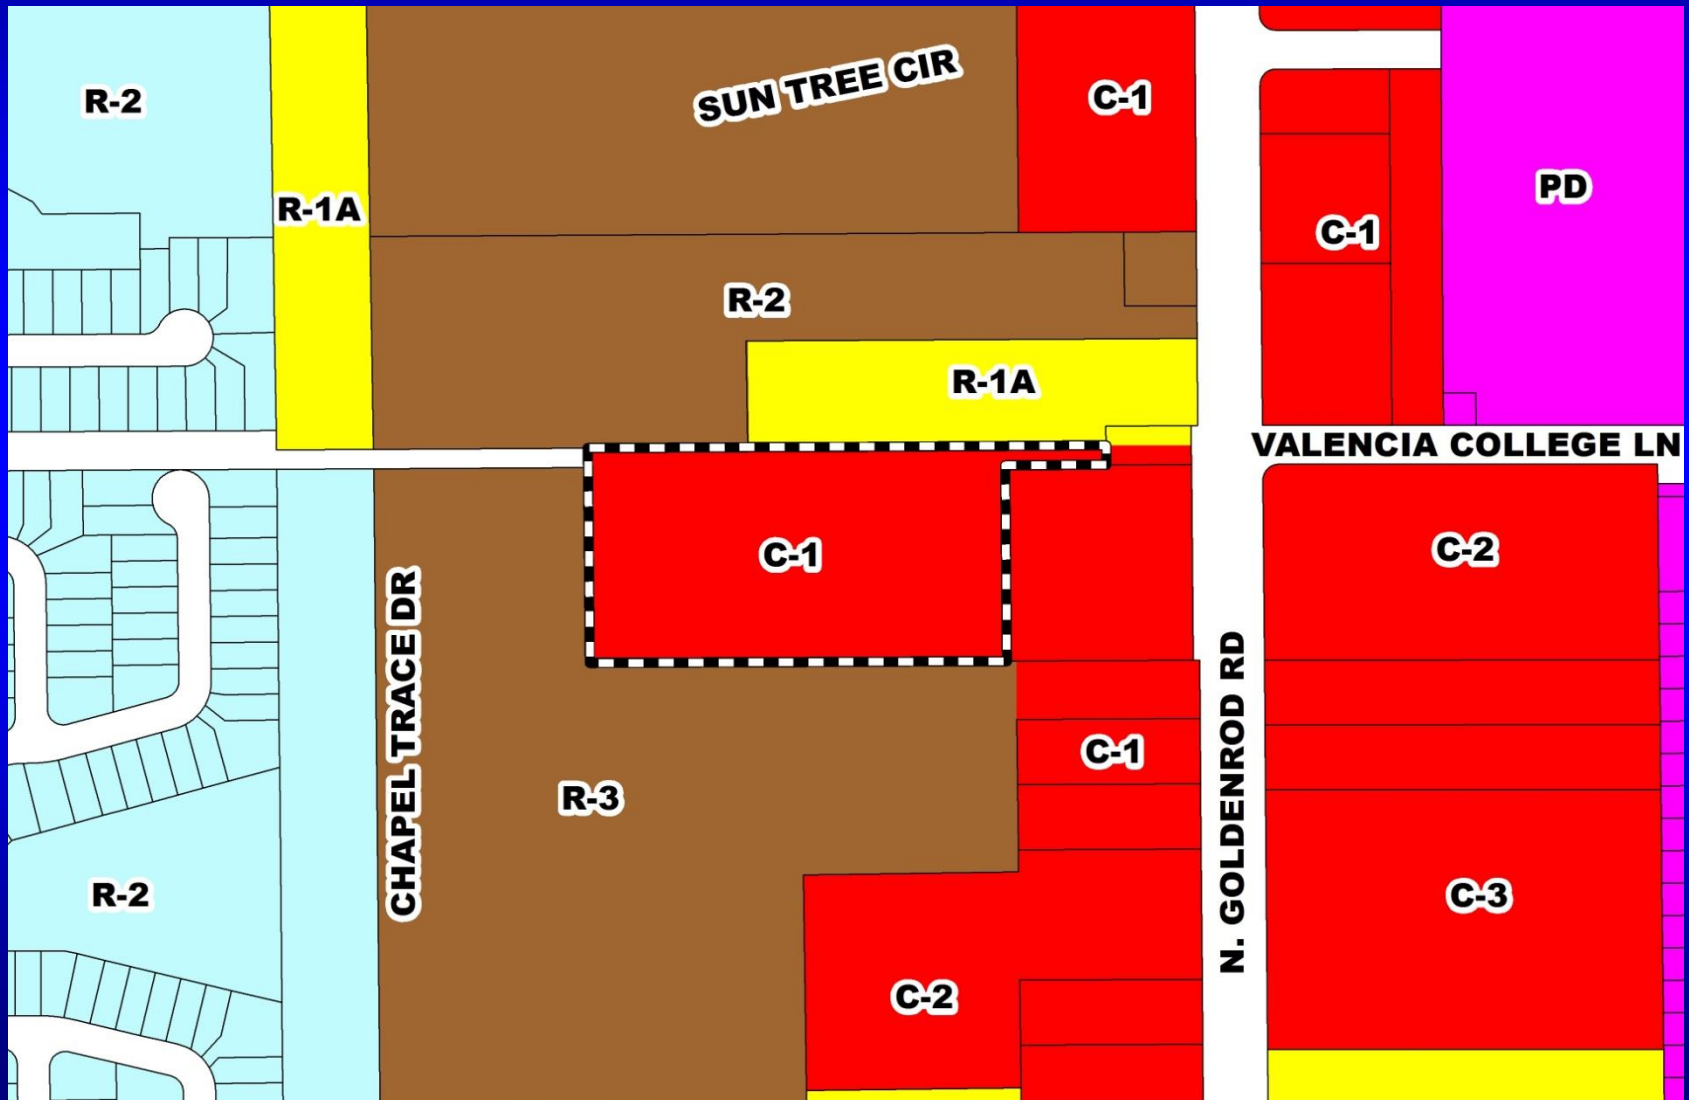 SUN TREE CIR
R-2
C-1
PD
R-1A
C-1
R-2
R-1A
VALENCIA COLLEGE LN
C-1
C-2
CHAPEL TRACE DR
N. GOLDENROD RD
C-1
R-3
R-2
C-3
C-2